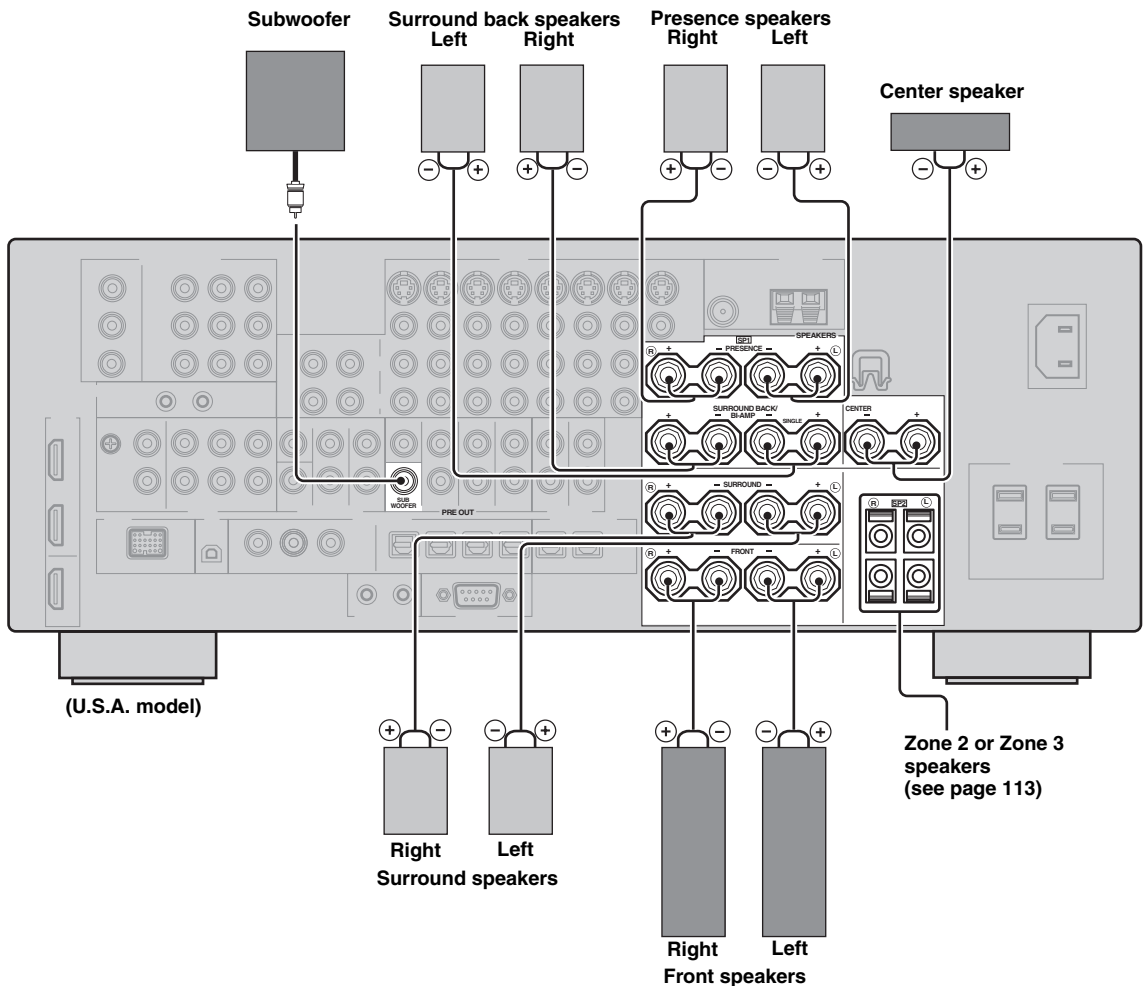 Subwoofer
Surround back speakers
Left Right
Presence speakers
Right Left
Center speaker
− + + − + − − + − +
SP1 SPEAKERS
R + − PRESENCE − + L
SURROUND BACK/
BI-AMP
+ − − SINGLE +
CENTER
− +
R + − SURROUND − + L
SUB
WOOFER
PRE OUT
R SP2 L
R + − FRONT − + L
(U.S.A. model)
+ − − + + − − +
Zone 2 or Zone 3
speakers
(see page 113)
Right Left
Surround speakers
Right Left
Front speakers